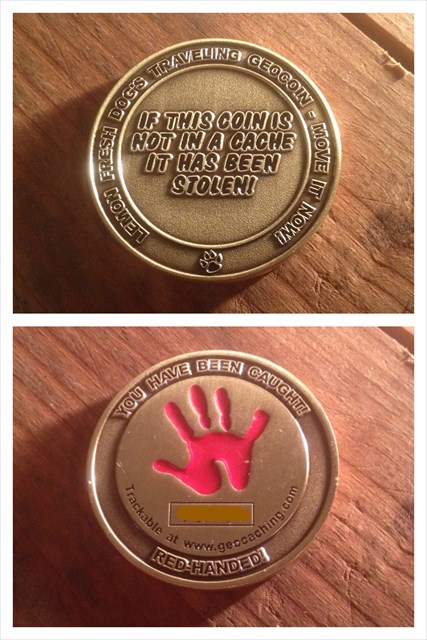 LEMON FRESH DOG'S TRAVELING GEOCOIN - MOVE IT NOW!
IF THIS COIN IS
NOT IN A CACHE
IT HAS BEEN
STOLEN!
YOU HAVE BEEN CAUGHT!
Trackable at www.geocaching.com
RED-HANDED!